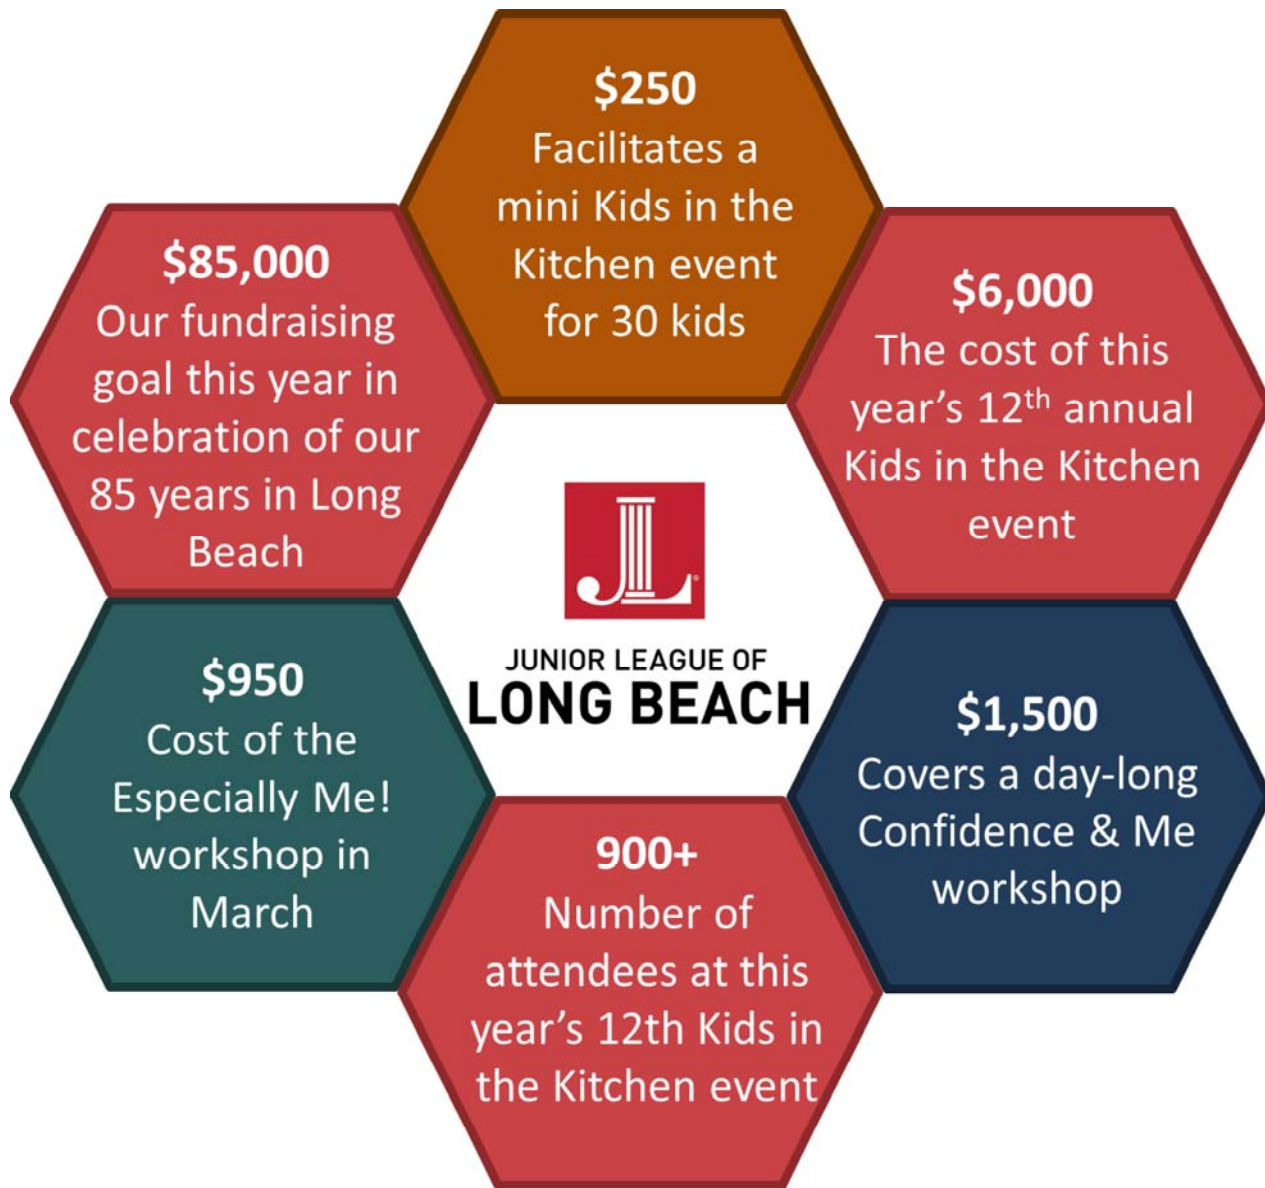 $250
Facilitates a
mini Kids in the
Kitchen event
for 30 kids
$85,000
Our fundraising
goal this year in
celebration of our
85 years in Long
Beach
$6,000
The cost of this
year’s 12th annual
Kids in the Kitchen
event
JL
JUNIOR LEAGUE OF
LONG BEACH
$950
Cost of the
Especially Me!
workshop in
March
$1,500
Covers a day-long
Confidence & Me
workshop
900+
Number of
attendees at this
year’s 12th Kids in
the Kitchen event